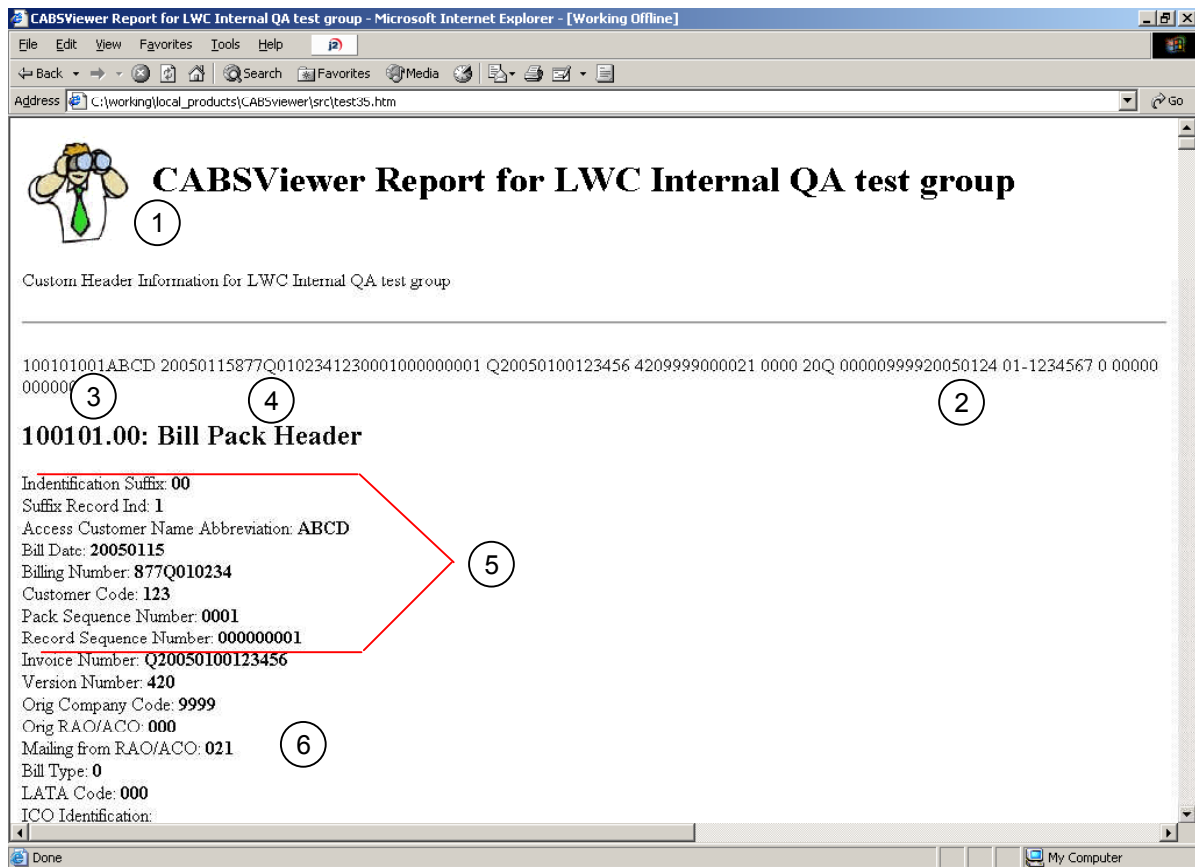 CABSViewer Report for LWC Internal QA test group - Microsoft Internet Explorer - [Working Offline]
File Edit View Favorites Tools Help
Back Search Favorites Media
Address C:\working\local_products\CABSviewer\src\test35.htm Go
CABSViewer Report for LWC Internal QA test group
1
Custom Header Information for LWC Internal QA test group
100101001ABCD 20050115877Q01023412300010000000001 Q20050100123456 4209999000021 0000 20Q 000009999920050124 01-1234567 0 00000
000000
3
4
2
100101.00: Bill Pack Header
Indentification Suffix: 00
Suffix Record Ind: 1
Access Customer Name Abbreviation: ABCD
Bill Date: 20050115
Billing Number: 877Q010234
Customer Code: 123
Pack Sequence Number: 0001
Record Sequence Number: 000000001
5
Invoice Number: Q20050100123456
Version Number: 420
Orig Company Code: 9999
Orig RAO/ACO: 000
Mailing from RAO/ACO: 021
6
Bill Type: 0
LATA Code: 000
ICO Identification:
Done My Computer